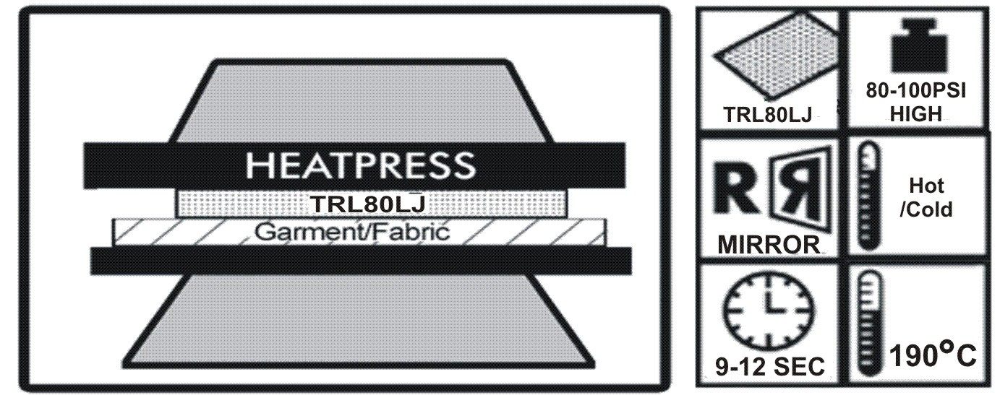 HEATPRESS
TRL80LJ
Garment/Fabric
TRL80LJ
80-100PSI
HIGH
R R
MIRROR
Hot
/Cold
9-12 SEC
190°C